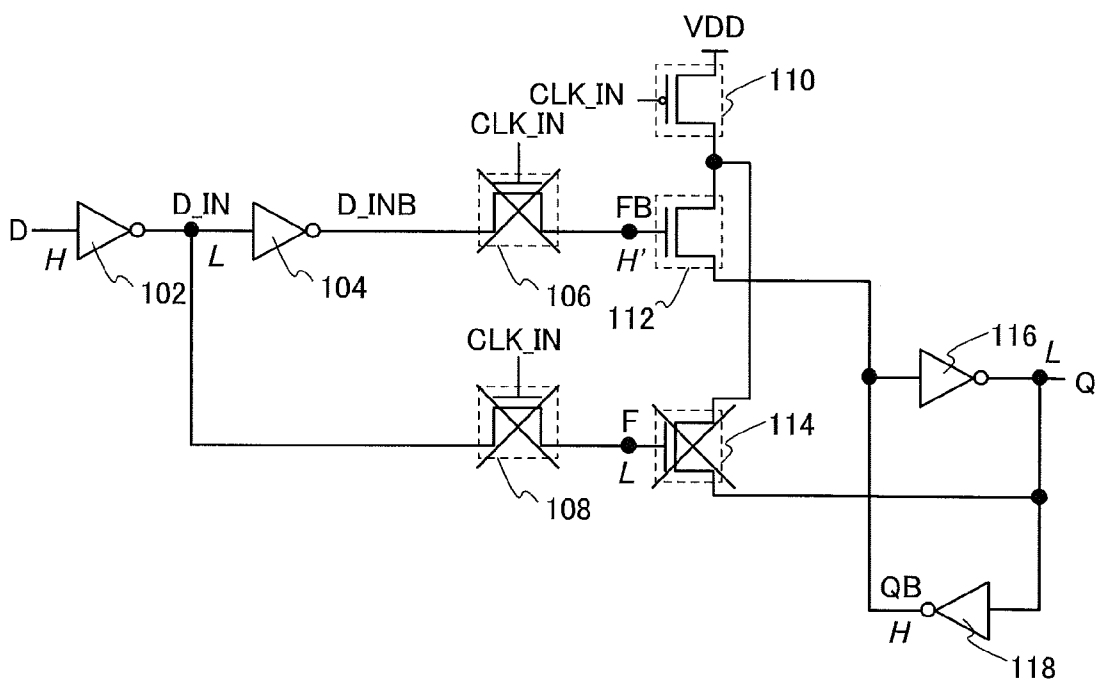 VDD
CLK_IN
110
CLK_IN
D
H
D_IN
L
D_INB
FB
H'
102
104
106
112
CLK_IN
116
L
Q
F
L
114
108
QB
H
118